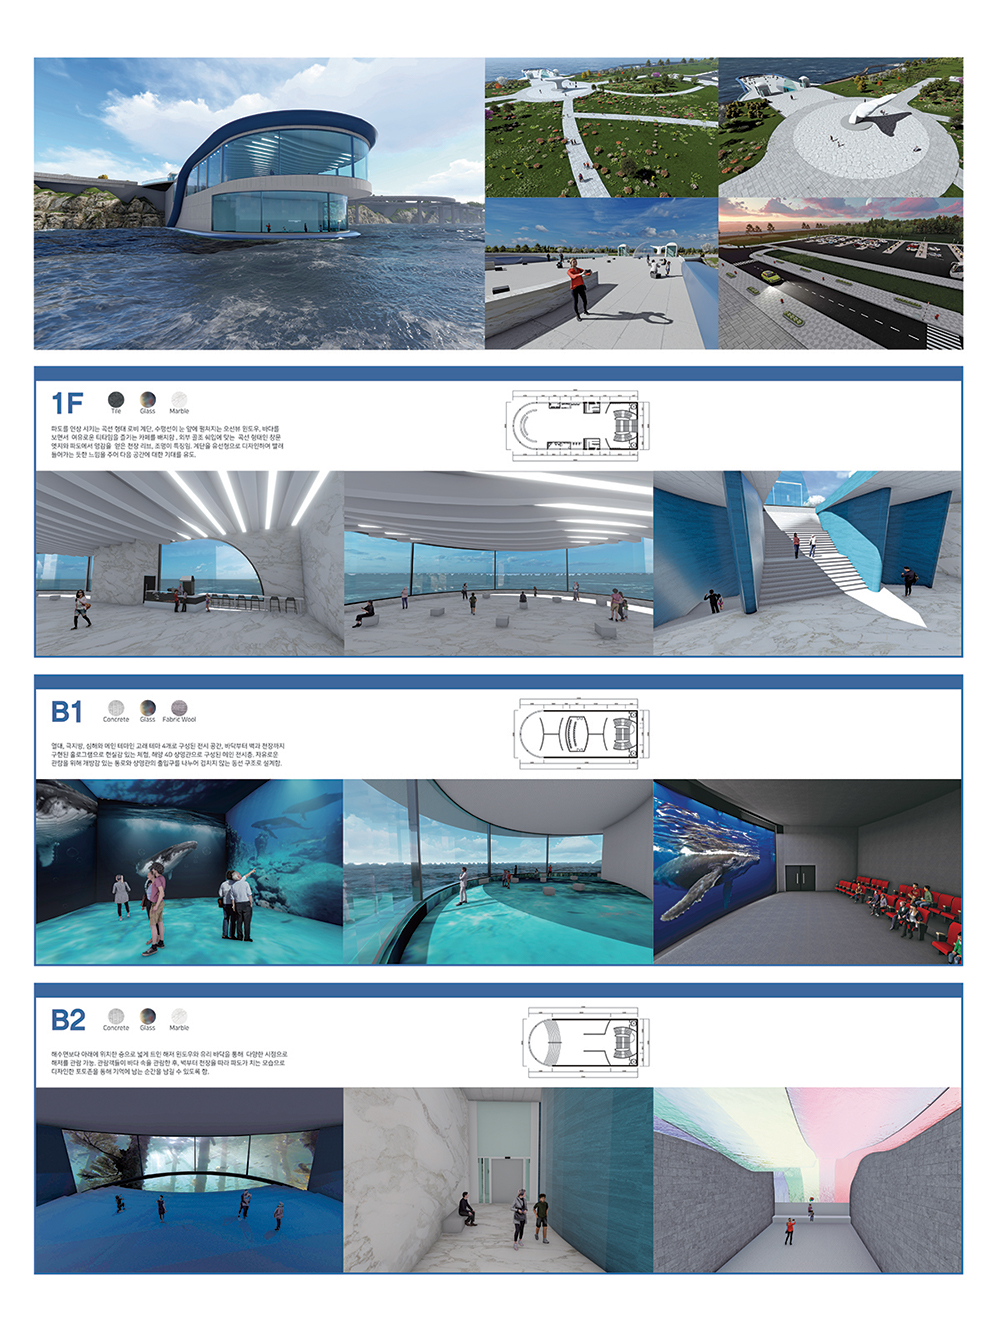 1F
Tile Glass Marble
파도를 연상 시키는 곡선 형태 로비 계단, 수평선이 눈 앞에 펼쳐지는 오션뷰 윈도우, 바다를
보면서 여유로운 티타임을 즐기는 카페를 배치함. 외부 골조 쉐입에 맞는 곡선 형태인 창문
엣지와 파도에서 영감을 얻은 천장 리브, 조명이 특징임. 계단을 유선형으로 디자인하여 빨려
들어가는 듯한 느낌을 주어 다음 공간에 대한 기대를 유도.
B1
Concrete Glass Fabric Wool
열대, 극지방, 심해와 메인 테마인 고래 테마 4개로 구성된 전시 공간, 바닥부터 벽과 천장까지
구현된 홀로그램으로 현실감 있는 체험, 해양 4D 상영관으로 구성된 메인 전시층. 자유로운
관람을 위해 개방감 있는 통로와 상영관의 출입구를 나누어 겹치지 않는 동선 구조로 설계함.
B2
Concrete Glass Marble
해수면보다 아래에 위치한 층으로 넓게 트인 해저 윈도우와 유리 바닥을 통해 다양한 시점으로
해저를 관람 가능. 관람객들이 바다 속을 관람한 후, 벽부터 천장을 따라 파도가 치는 모습으로
디자인한 포토존을 통해 기억에 남는 순간을 남길 수 있도록 함.